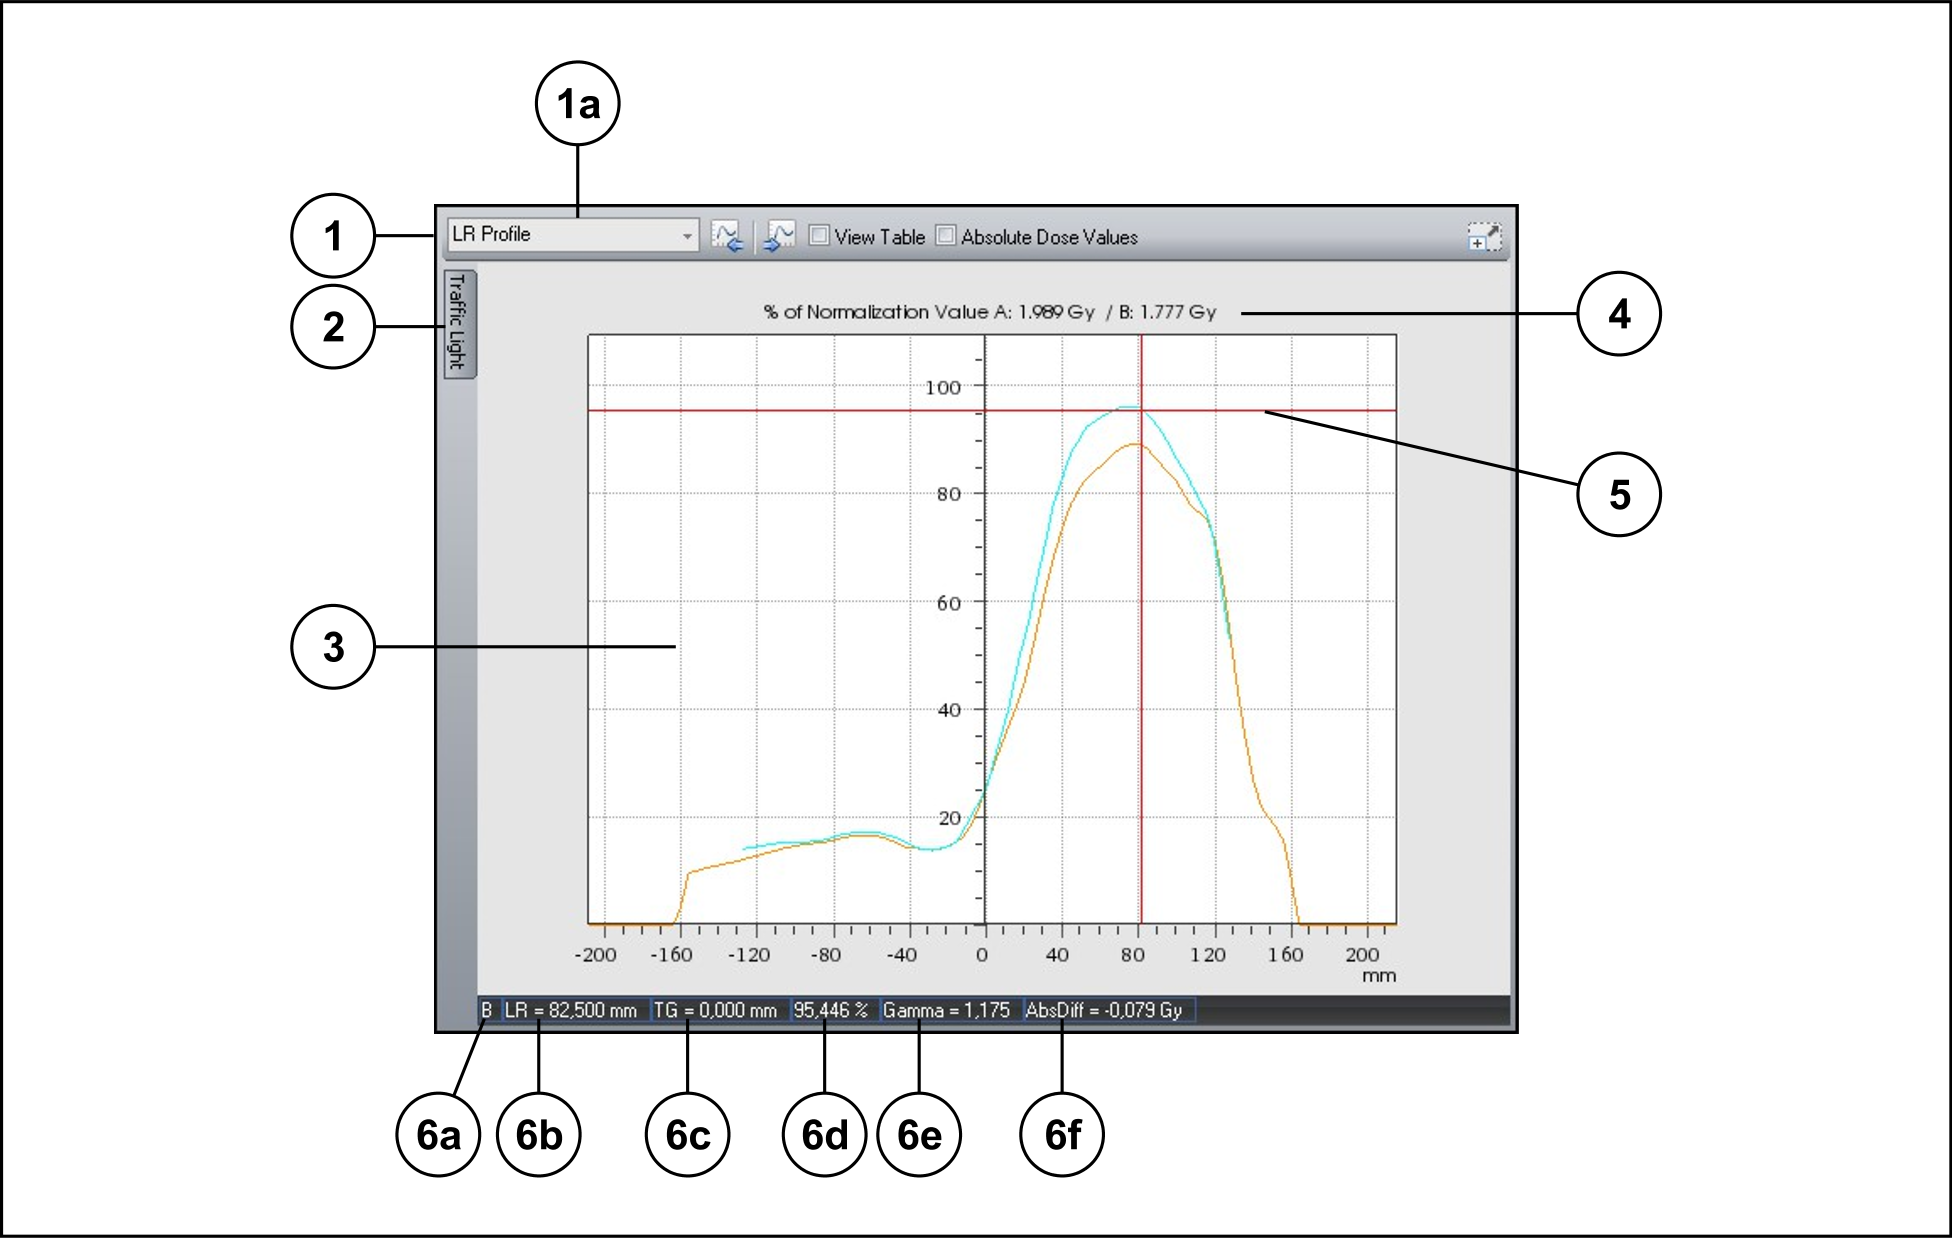 1a
1
LR Profile
View Table
Absolute Dose Values
2
Traffic Light
% of Normalization Value A: 1.989 Gy / B: 1.777 Gy
4
100
80
5
60
3
40
20
-200 -160 -120 -80 -40 0 40 80 120 160 200
mm
B LR = 82,500 mm TG = 0,000 mm 95,446 % Gamma = 1,175 AbsDiff = -0,079 Gy
6a 6b 6c 6d 6e 6f